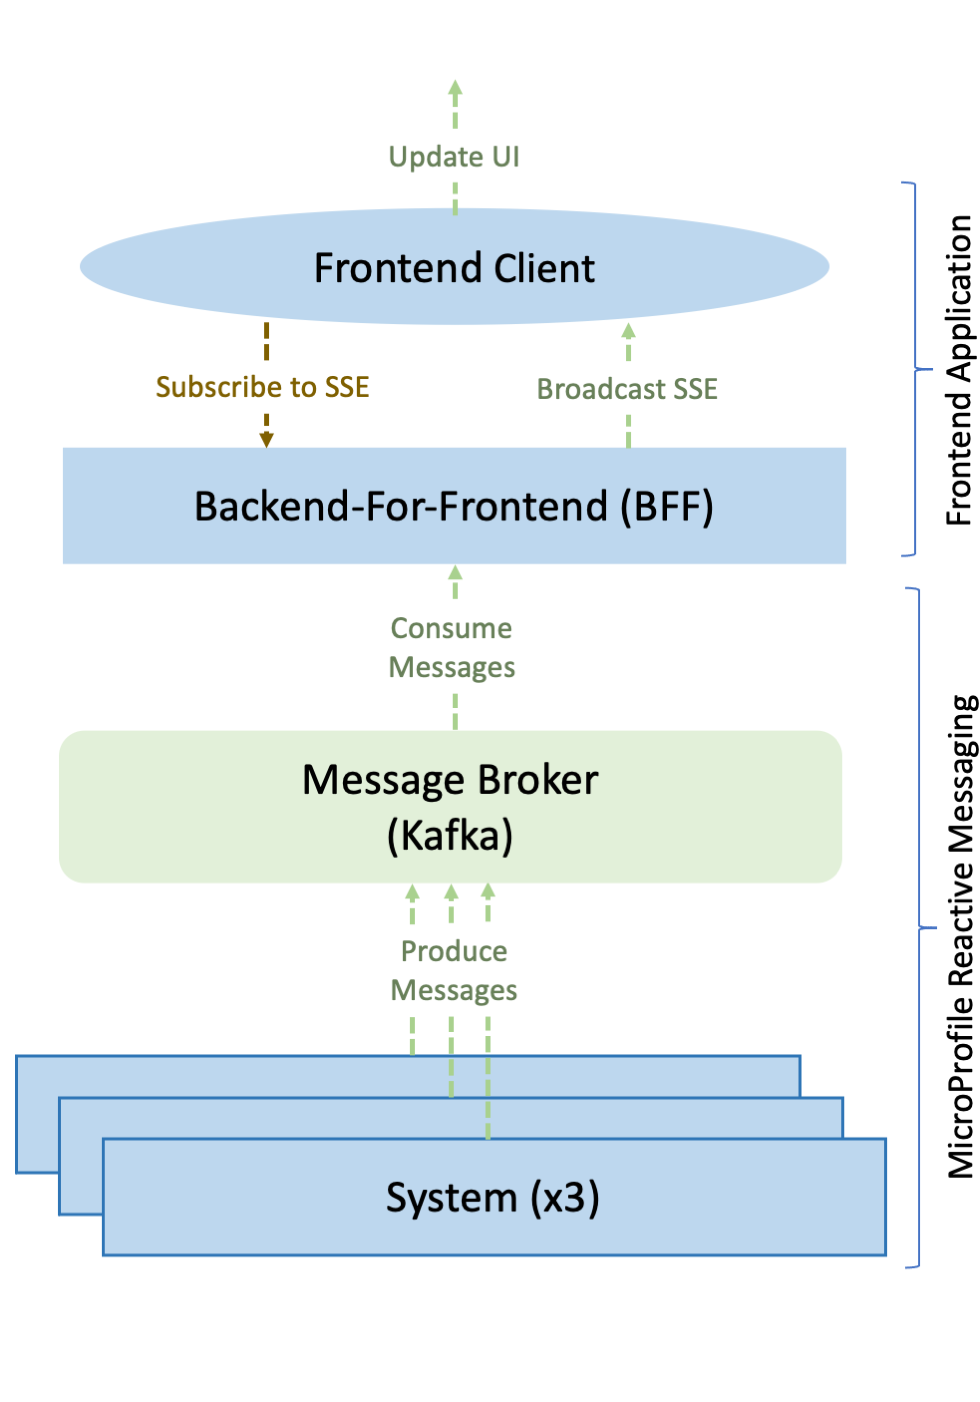 Update UI
Frontend Client
Subscribe to SSE
Broadcast SSE
Backend-For-Frontend (BFF)
Frontend Application
Consume
Messages
Message Broker
(Kafka)
Produce
Messages
System (x3)
MicroProfile Reactive Messaging